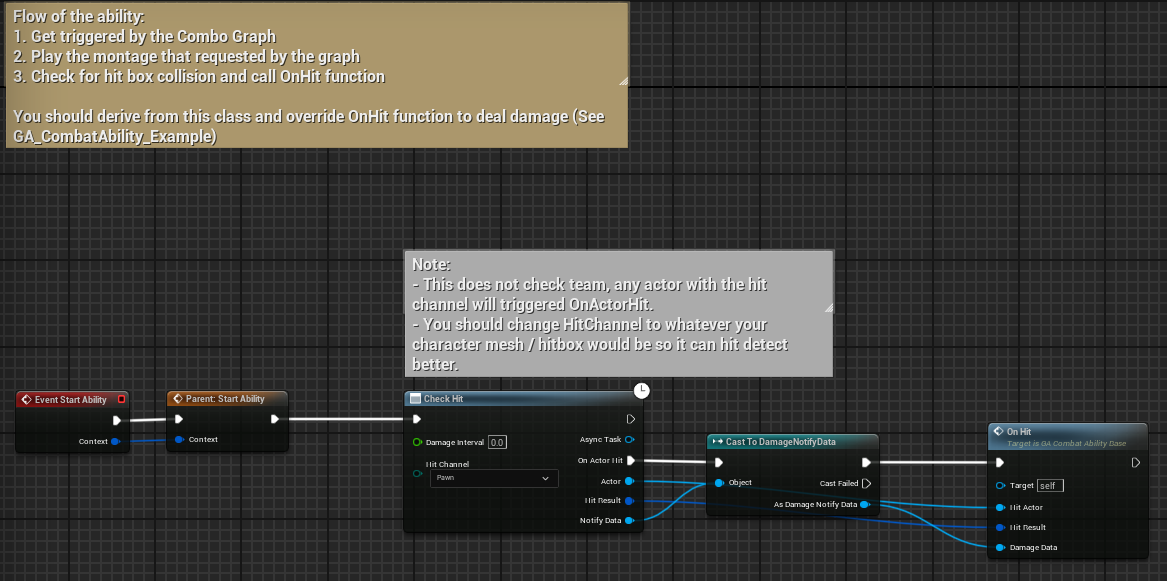 Flow of the ability:
1. Get triggered by the Combo Graph
2. Play the montage that requested by the graph
3. Check for hit box collision and call OnHit function
You should derive from this class and override OnHit function to deal damage (See
GA_CombatAbility_Example)
Note:
- This does not check team, any actor with the hit
channel will triggered OnActorHit.
- You should change HitChannel to whatever your
character mesh / hitbox would be so it can hit detect
better.
Event Start Ability
Context
Parent: Start Ability
Context
Check Hit
Damage Interval 0.0
Hit Channel
Pawn
Async Task
On Actor Hit
Actor
Hit Result
Notify Data
Cast To DamageNotifyData
Object
Cast Failed
As Damage Notify Data
On Hit
Target is GA Combat Ability Base
Target self
Hit Actor
Hit Result
Damage Data